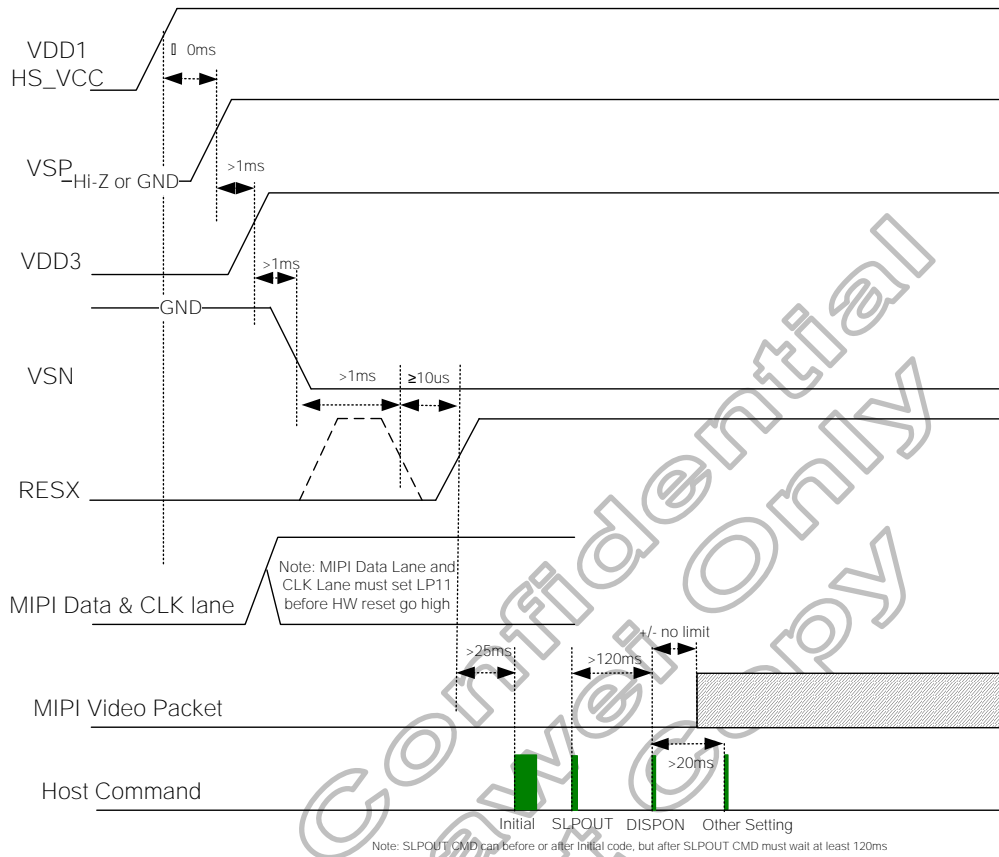 VDD1
HS_VCC
0ms
VSP
Hi-Z or GND
>1ms
VDD3
>1ms
GND
VSN
>1ms
≥10us
RESX
MIPI Data & CLK lane
Note: MIPI Data Lane and
CLK Lane must set LP11
before HW reset go high
+/- no limit
>25ms
>120ms
MIPI Video Packet
>20ms
Host Command
Initial
SLPOUT
DISPON
Other Setting
Note: SLPOUT CMD can before or after Initial code, but after SLPOUT CMD must wait at least 120ms
Confidential
Only
Copy